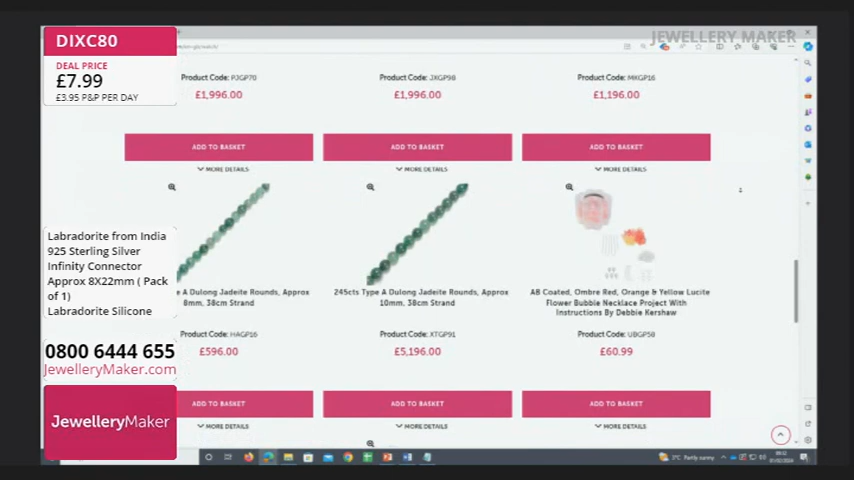 DIXC80
JEWELLERY MAKER
DEAL PRICE
£7.99
£3.95 P&P PER DAY
Product Code: PJGP70
Product Code: JXGP90
Product Code: MKGP16
£1,996.00
£1,996.00
£1,196.00
ADD TO BASKET
ADD TO BASKET
ADD TO BASKET
MORE DETAILS
MORE DETAILS
MORE DETAILS
Labradorite from India
925 Sterling Silver
Infinity Connector
Approx 8X22mm ( Pack
of 1)
Labradorite Silicone
e A Dulong Jadeite Rounds, Approx
8mm, 38cm Strand
245cts Type A Dulong Jadeite Rounds, Approx
10mm, 38cm Strand
AB Coated, Ombre Red, Orange & Yellow Lucite
Flower Bubble Necklace Project With
Instructions By Debbie Kershaw
Product Code: HAGP16
Product Code: XTGP91
Product Code: UBGP58
£596.00
£5,196.00
£60.99
0800 6444 655
JewelleryMaker.com
ADD TO BASKET
ADD TO BASKET
ADD TO BASKET
MORE DETAILS
MORE DETAILS
MORE DETAILS
JewelleryMaker
3°C Partly sunny